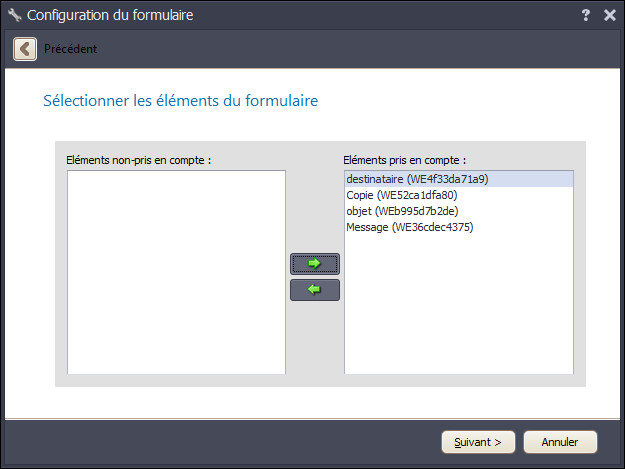 Configuration du formulaire
?
Précédent
Sélectionner les éléments du formulaire
Eléments non-pris en compte :
Eléments pris en compte :
destinataire (WE4f33da71a9)
Copie (WE52ca1dfa80)
objet (WEb995d7b2de)
Message (WE36cdec4375)
Suivant >
Annuler